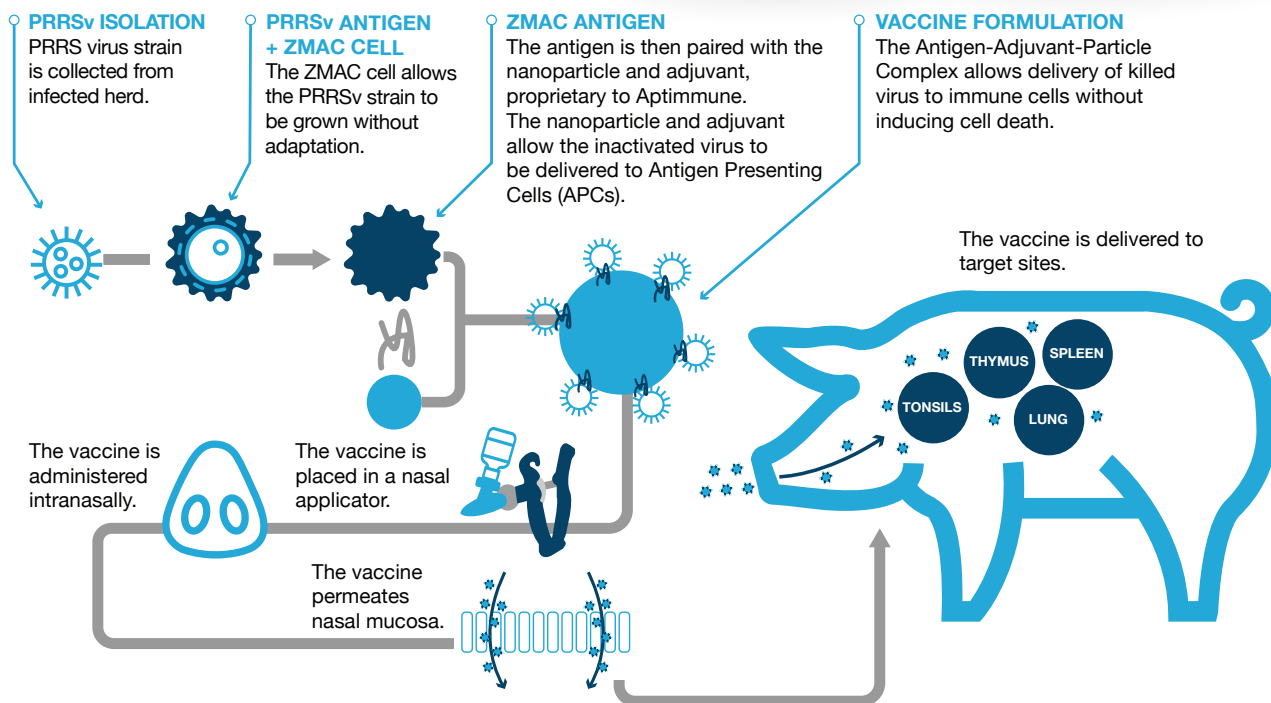 PRRSv ISOLATION
PRRS virus strain
is collected from
infected herd.
PRRSv ANTIGEN
+ ZMAC CELL
The ZMAC cell allows
the PRRSv strain to
be grown without
adaptation.
ZMAC ANTIGEN
The antigen is then paired with the
nanoparticle and adjuvant,
proprietary to Aptimmune.
The nanoparticle and adjuvant
allow the inactivated virus to
be delivered to Antigen Presenting
Cells (APCs).
VACCINE FORMULATION
The Antigen-Adjuvant-Particle
Complex allows delivery of killed
virus to immune cells without
inducing cell death.
The vaccine is delivered to
target sites.
THYMUS
SPLEEN
TONSILS
LUNG
The vaccine is
administered
intranasally.
The vaccine is
placed in a nasal
applicator.
The vaccine
permeates
nasal mucosa.